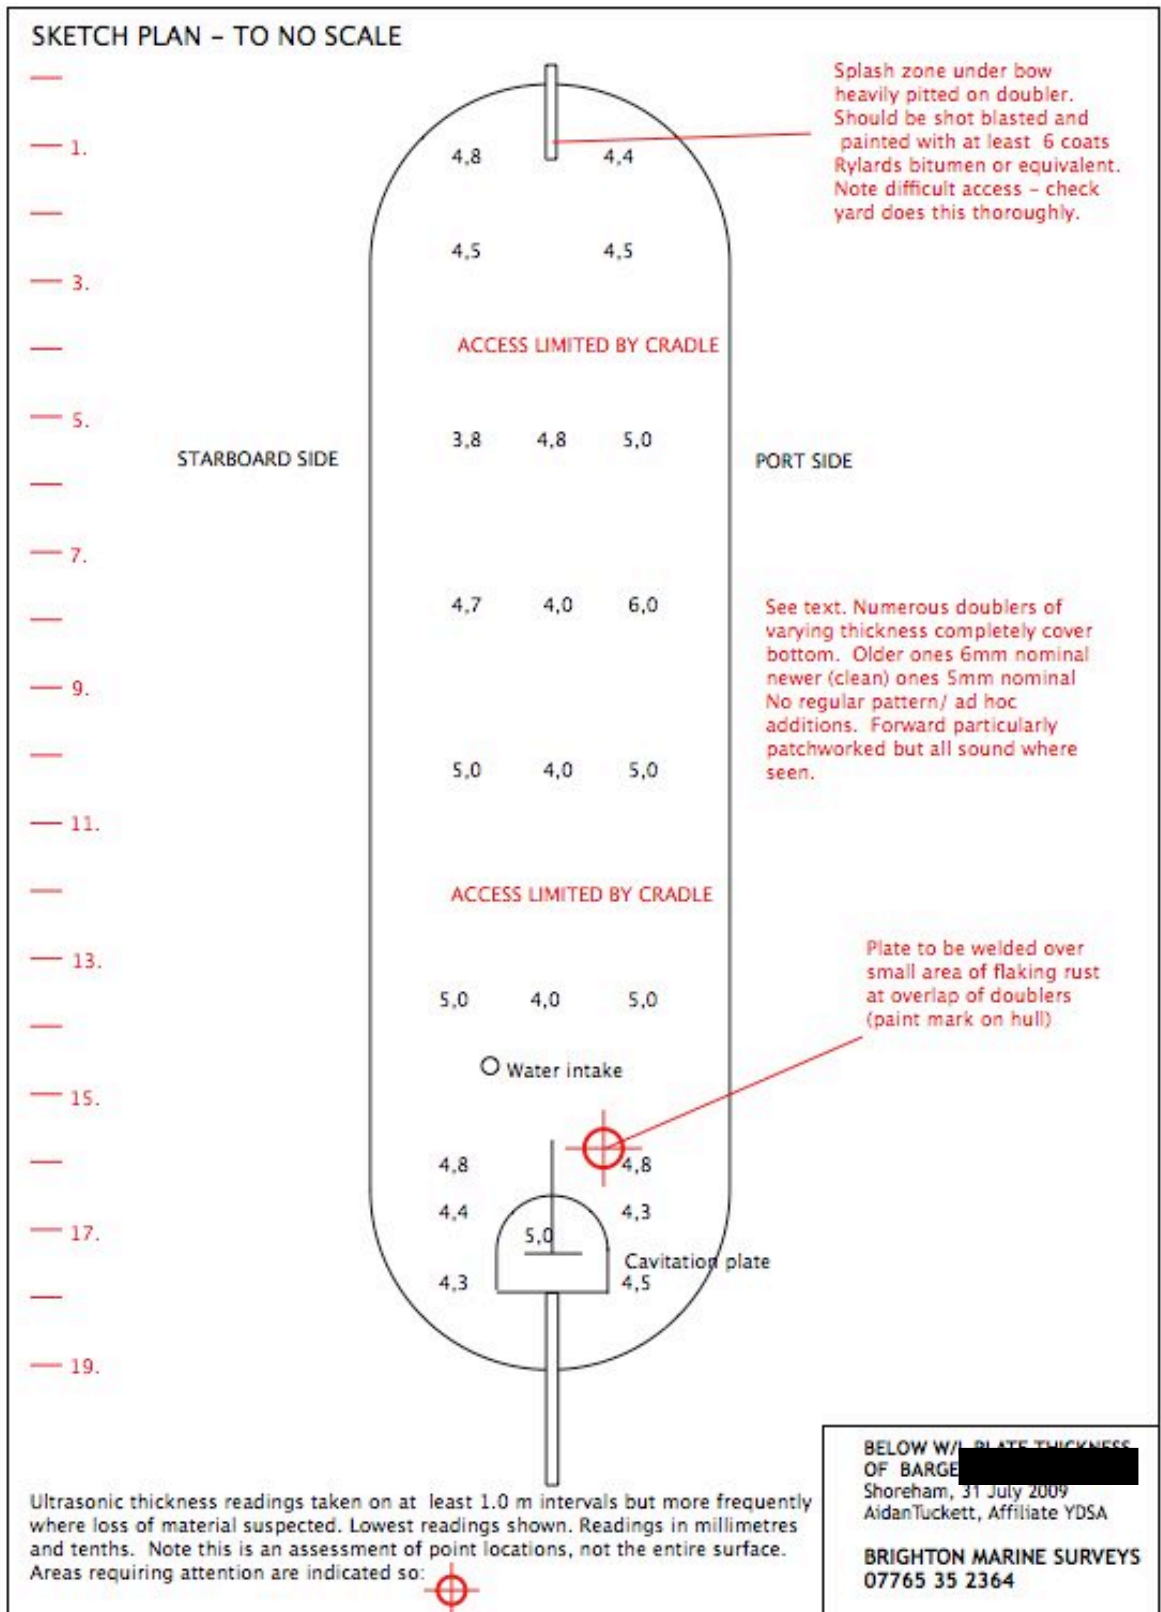 SKETCH PLAN – TO NO SCALE
Splash zone under bow
heavily pitted on doubler.
Should be shot blasted and
painted with at least 6 coats
Rylards bitumen or equivalent.
Note difficult access – check
yard does this thoroughly.
1.
4,8 4,4
4,5 4,5
3.
ACCESS LIMITED BY CRADLE
5.
3,8 4,8 5,0
STARBOARD SIDE
PORT SIDE
7.
4,7 4,0 6,0
See text. Numerous doublers of
varying thickness completely cover
bottom. Older ones 6mm nominal
newer (clean) ones 5mm nominal
No regular pattern/ ad hoc
additions. Forward particularly
patchworked but all sound where
seen.
9.
5,0 4,0 5,0
11.
ACCESS LIMITED BY CRADLE
13.
Plate to be welded over
small area of flaking rust
at overlap of doublers
(paint mark on hull)
5,0 4,0 5,0
Water intake
15.
4,8 4,8
4,4 4,3
17.
5,0
Cavitation plate
4,3 4,5
19.
Ultrasonic thickness readings taken on at least 1.0 m intervals but more frequently
where loss of material suspected. Lowest readings shown. Readings in millimetres
and tenths. Note this is an assessment of point locations, not the entire surface.
Areas requiring attention are indicated so:
BELOW W/L PLATE THICKNESS
OF BARGE
Shoreham, 31 July 2009
AidanTuckett, Affiliate YDSA
BRIGHTON MARINE SURVEYS
07765 35 2364